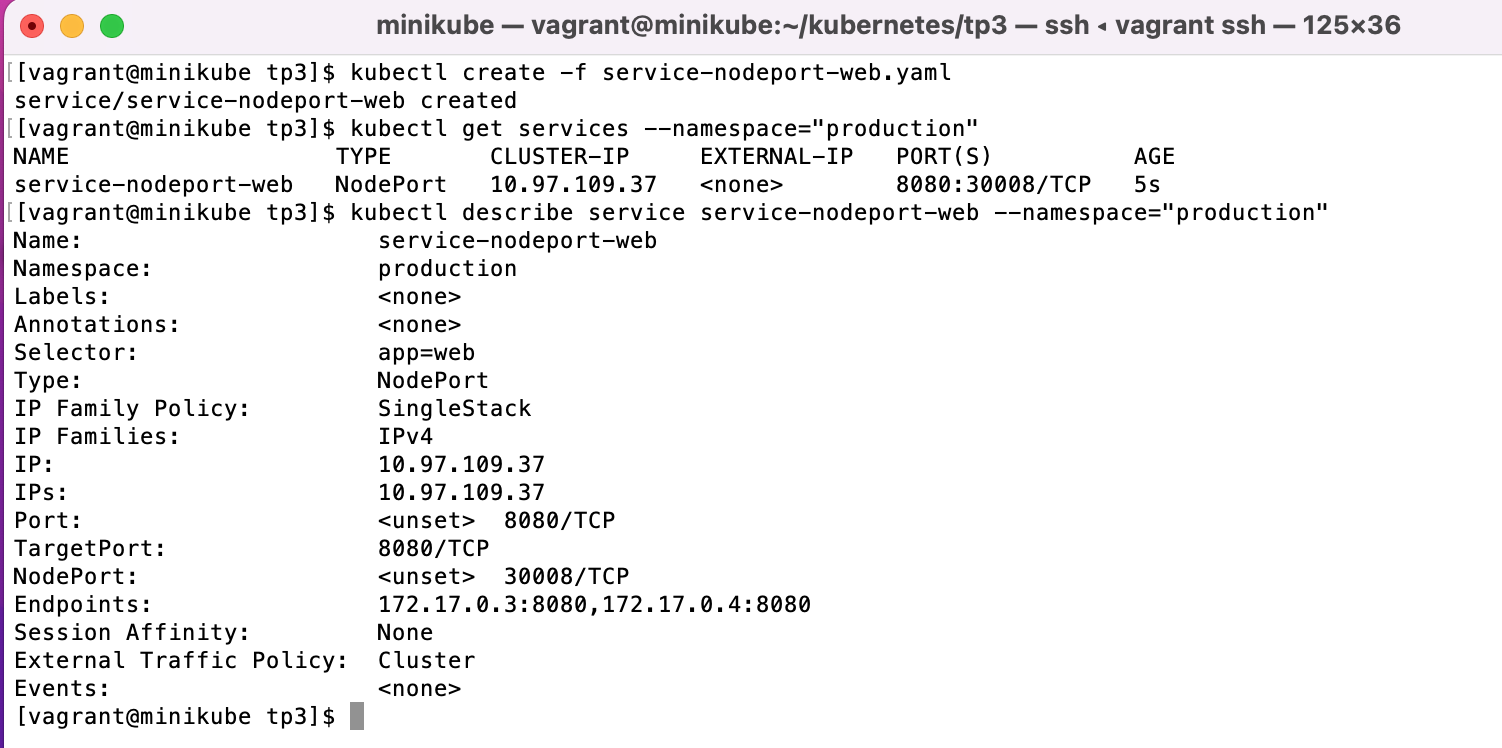 minikube — vagrant@minikube:~/kubernetes/tp3 — ssh ◂ vagrant ssh — 125×36
[[vagrant@minikube tp3]$ kubectl create -f service-nodeport-web.yaml
service/service-nodeport-web created
[[vagrant@minikube tp3]$ kubectl get services --namespace="production"
NAME                   TYPE       CLUSTER-IP     EXTERNAL-IP   PORT(S)          AGE
service-nodeport-web   NodePort   10.97.109.37   <none>        8080:30008/TCP   5s
[[vagrant@minikube tp3]$ kubectl describe service service-nodeport-web --namespace="production"
Name:                     service-nodeport-web
Namespace:                production
Labels:                   <none>
Annotations:              <none>
Selector:                 app=web
Type:                     NodePort
IP Family Policy:         SingleStack
IP Families:              IPv4
IP:                       10.97.109.37
IPs:                      10.97.109.37
Port:                     <unset>  8080/TCP
TargetPort:               8080/TCP
NodePort:                 <unset>  30008/TCP
Endpoints:                172.17.0.3:8080,172.17.0.4:8080
Session Affinity:         None
External Traffic Policy:  Cluster
Events:                   <none>
[vagrant@minikube tp3]$